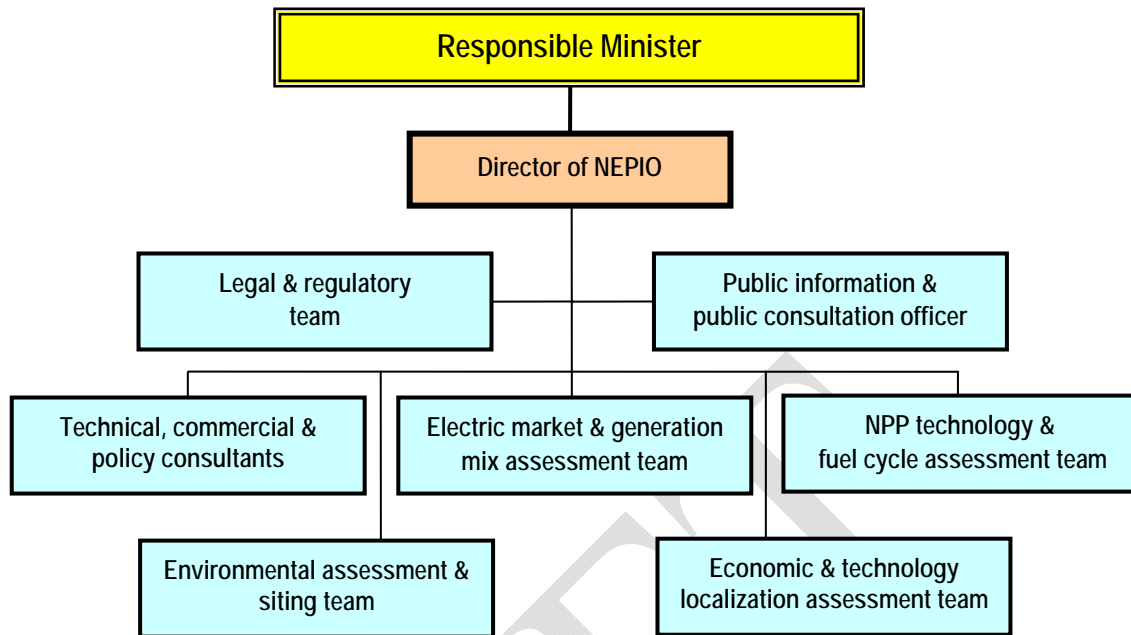 Responsible Minister
Director of NEPIO
Legal & regulatory
team
Public information &
public consultation officer
Technical, commercial &
policy consultants
Electric market & generation
mix assessment team
NPP technology &
fuel cycle assessment team
Environmental assessment &
siting team
Economic & technology
localization assessment team